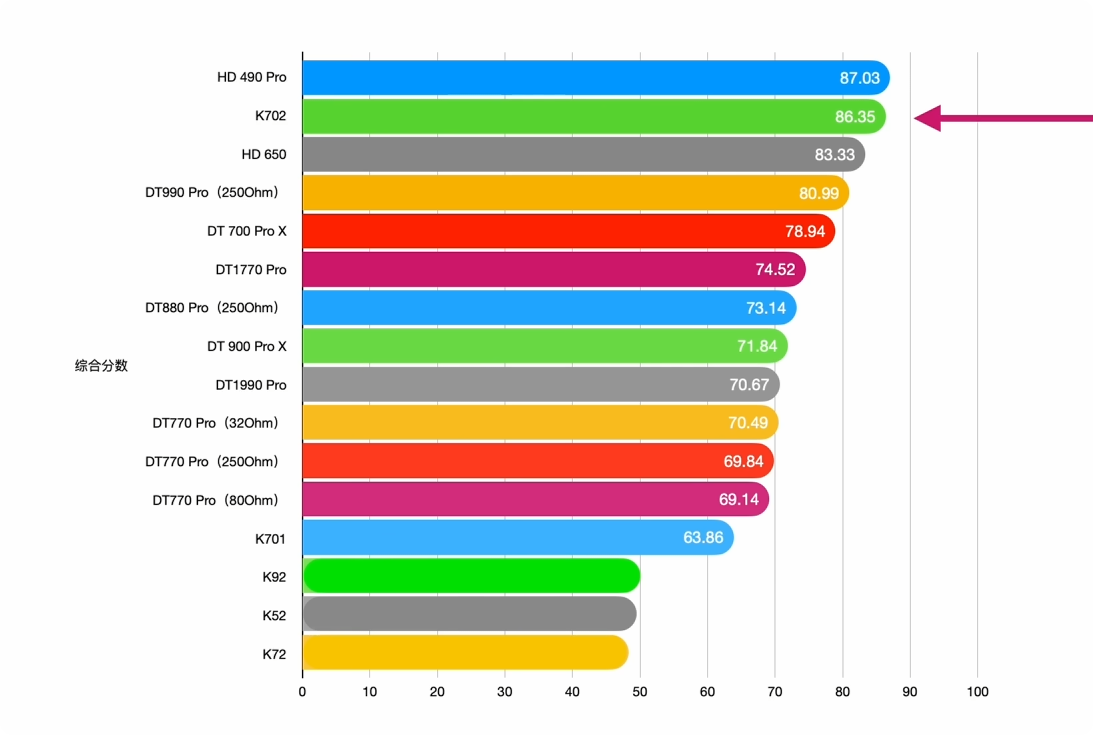 HD 490 Pro 87.03
K702 86.35
HD 650 83.33
DT990 Pro（250Ohm） 80.99
DT 700 Pro X 78.94
DT1770 Pro 74.52
DT880 Pro（250Ohm） 73.14
DT 900 Pro X 71.84
综合分数
DT1990 Pro 70.67
DT770 Pro（32Ohm） 70.49
DT770 Pro（250Ohm） 69.84
DT770 Pro（80Ohm） 69.14
K701 63.86
K92
K52
K72
0 10 20 30 40 50 60 70 80 90 100